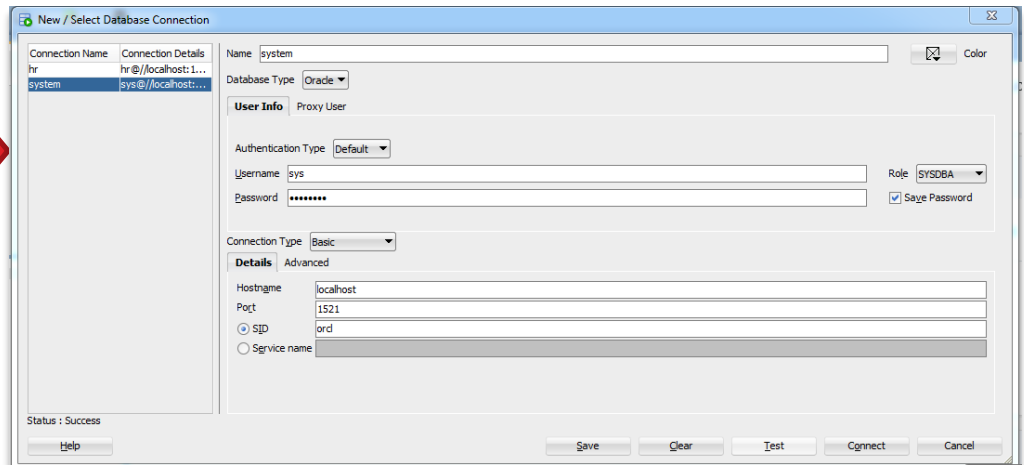 New / Select Database Connection
Connection Name Connection Details
hr hr@//localhost:1...
system sys@//localhost:...
Name system
Color
Database Type Oracle
User Info Proxy User
Authentication Type Default
Username sys
Role SYSDBA
Password ••••••••
Save Password
Connection Type Basic
Details Advanced
Hostname localhost
Port 1521
SID orcl
Service name
Status : Success
Help Save Clear Test Connect Cancel